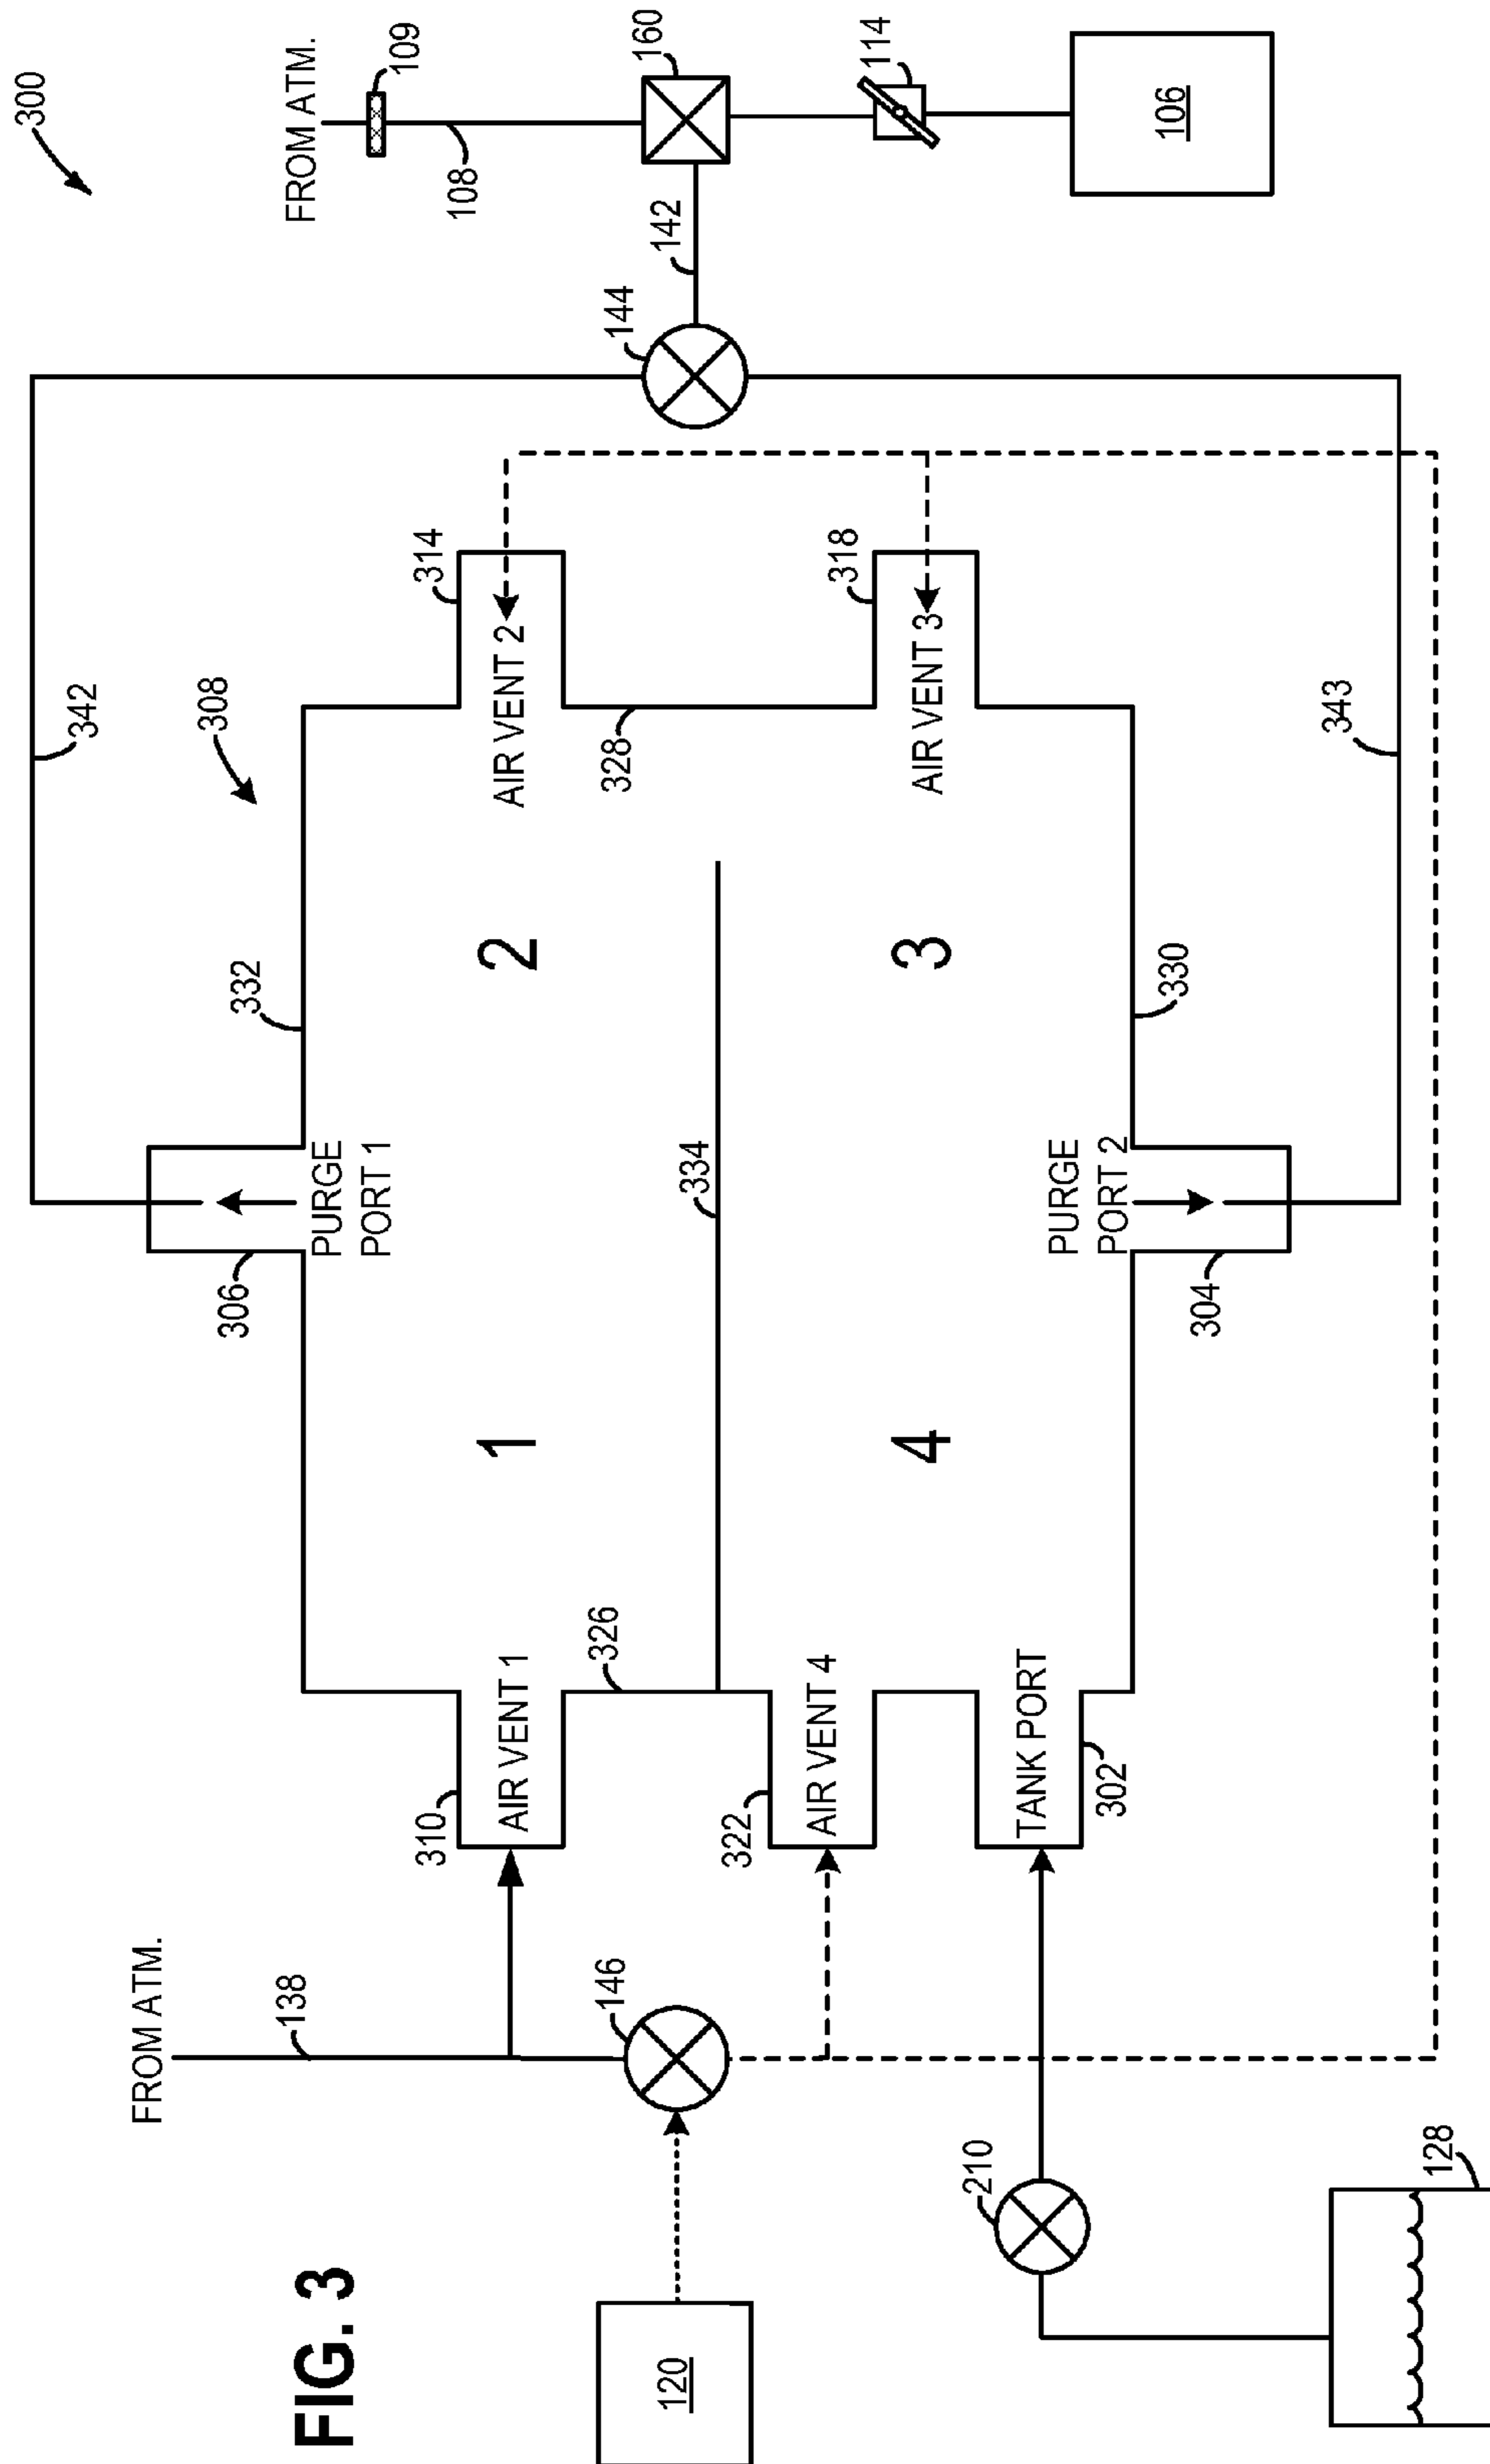 FIG. 3
300
FROM ATM.
138
120
146
210
128
310
AIR VENT 1
326
322
AIR VENT 4
TANK PORT
302
306
PURGE
PORT 1
332
308
342
1
2
334
4
3
PURGE
PORT 2
304
330
343
314
AIR VENT 2
328
318
AIR VENT 3
144
142
FROM ATM.
109
108
160
114
106